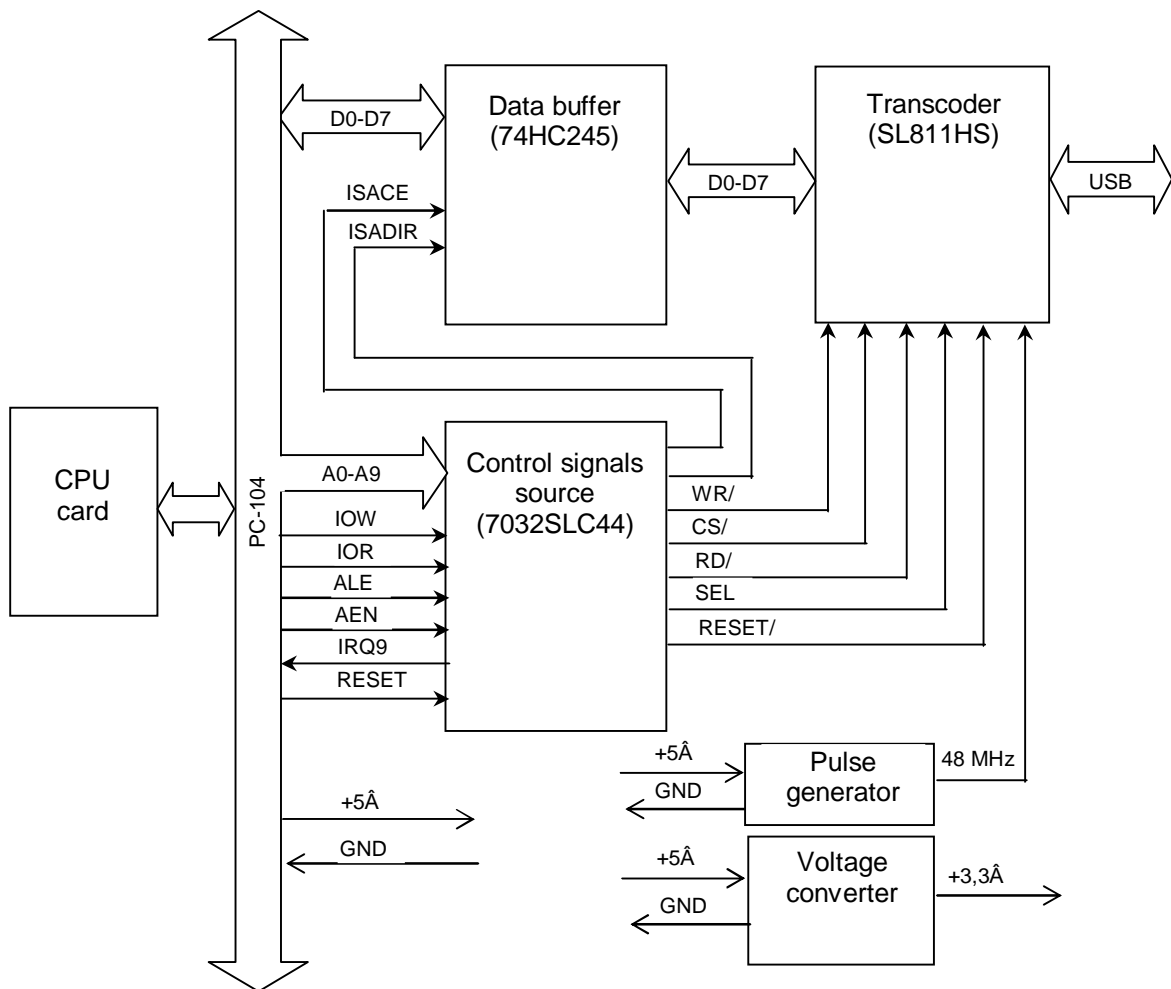 Data buffer
(74HC245)
Transcoder
(SL811HS)
D0-D7
D0-D7
USB
ISACE
ISADIR
CPU
card
PC-104
A0-A9
IOW
IOR
ALE
AEN
IRQ9
RESET
Control signals
source
(7032SLC44)
WR/
CS/
RD/
SEL
RESET/
+5Â
GND
+5Â
GND
Pulse
generator
48 MHz
+5Â
GND
Voltage
converter
+3,3Â